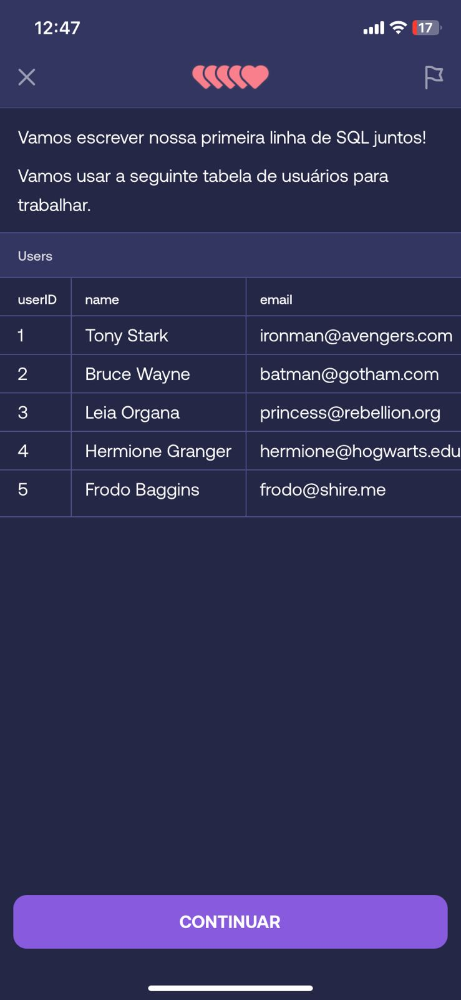 12:47
17
Vamos escrever nossa primeira linha de SQL juntos!
Vamos usar a seguinte tabela de usuários para
trabalhar.
Users
userID name email
1 Tony Stark ironman@avengers.com
2 Bruce Wayne batman@gotham.com
3 Leia Organa princess@rebellion.org
4 Hermione Granger hermione@hogwarts.edu
5 Frodo Baggins frodo@shire.me
CONTINUAR